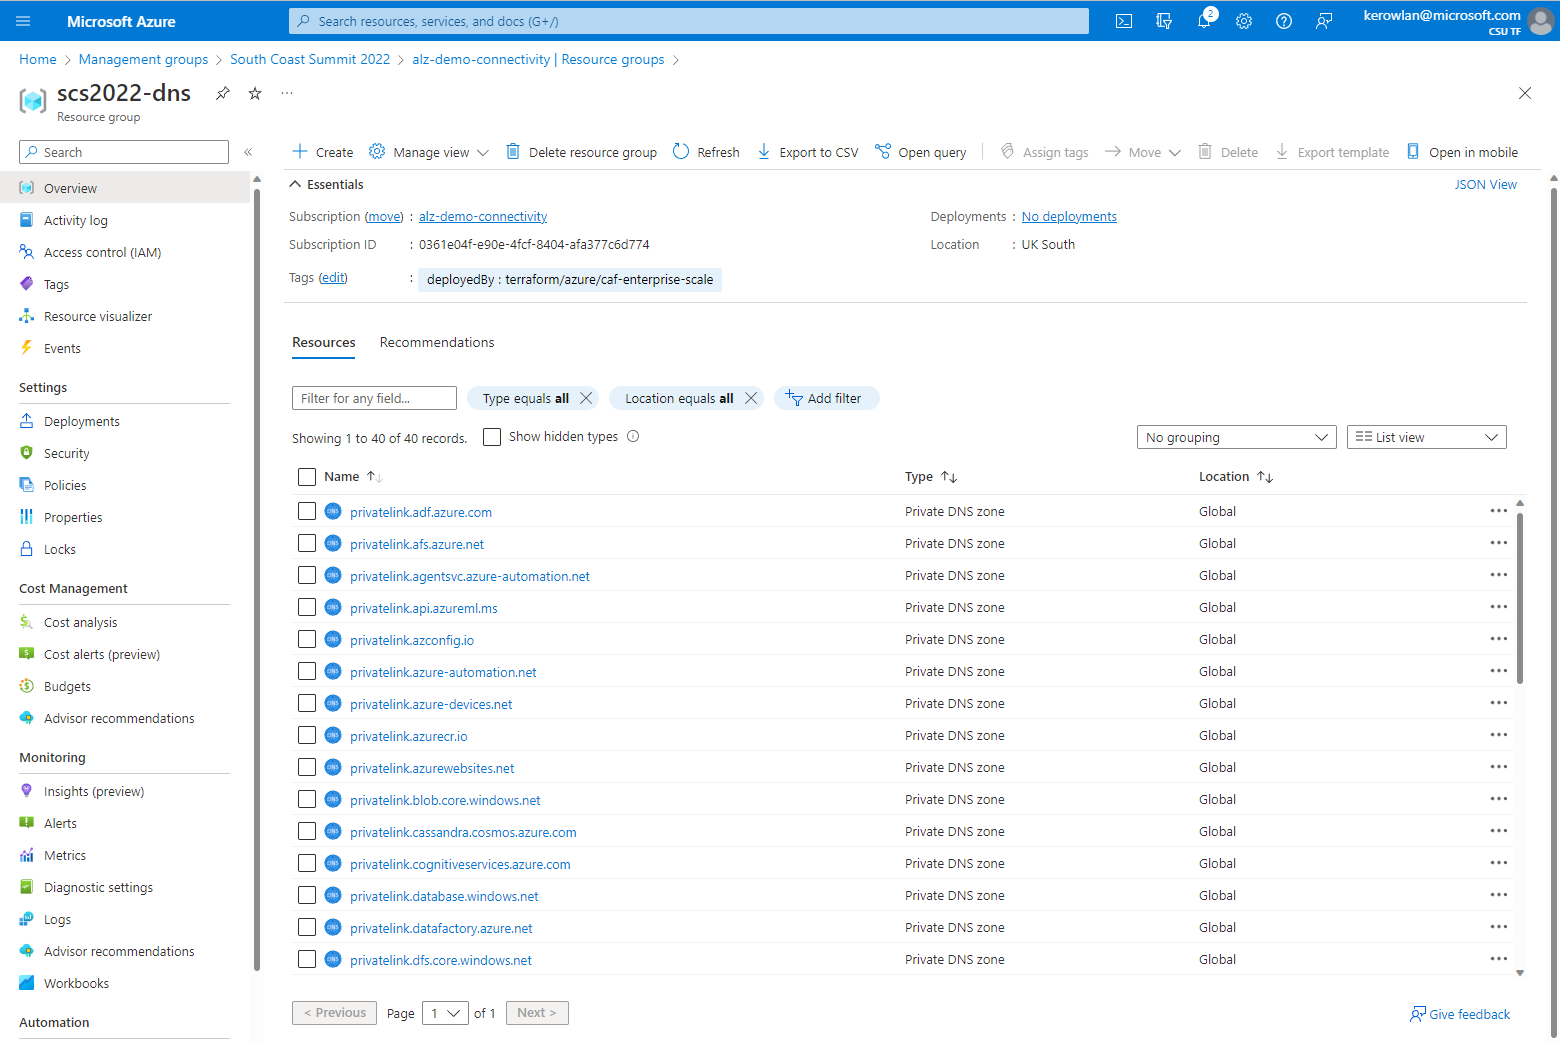 Microsoft Azure
Search resources, services, and docs (G+/)
2
kerowlan@microsoft.com
CSU TF
Home > Management groups > South Coast Summit 2022 > alz-demo-connectivity | Resource groups >
scs2022-dns
Resource group
Search
Overview
Activity log
Access control (IAM)
Tags
Resource visualizer
Events
Settings
Deployments
Security
Policies
Properties
Locks
Cost Management
Cost analysis
Cost alerts (preview)
Budgets
Advisor recommendations
Monitoring
Insights (preview)
Alerts
Metrics
Diagnostic settings
Logs
Advisor recommendations
Workbooks
Automation
Create Manage view Delete resource group Refresh Export to CSV Open query Assign tags Move Delete Export template Open in mobile
Essentials JSON View
Subscription (move) : alz-demo-connectivity Deployments : No deployments
Subscription ID : 0361e04f-e90e-4fcf-8404-afa377c6d774 Location : UK South
Tags (edit) : deployedBy : terraform/azure/caf-enterprise-scale
Resources Recommendations
Filter for any field... Type equals all Location equals all Add filter
Showing 1 to 40 of 40 records. Show hidden types No grouping List view
Name Type Location
privatelink.adf.azure.com Private DNS zone Global
privatelink.afs.azure.net Private DNS zone Global
privatelink.agentsvc.azure-automation.net Private DNS zone Global
privatelink.api.azureml.ms Private DNS zone Global
privatelink.azconfig.io Private DNS zone Global
privatelink.azure-automation.net Private DNS zone Global
privatelink.azure-devices.net Private DNS zone Global
privatelink.azurecr.io Private DNS zone Global
privatelink.azurewebsites.net Private DNS zone Global
privatelink.blob.core.windows.net Private DNS zone Global
privatelink.cassandra.cosmos.azure.com Private DNS zone Global
privatelink.cognitiveservices.azure.com Private DNS zone Global
privatelink.database.windows.net Private DNS zone Global
privatelink.datafactory.azure.net Private DNS zone Global
privatelink.dfs.core.windows.net Private DNS zone Global
< Previous Page 1 of 1 Next > Give feedback